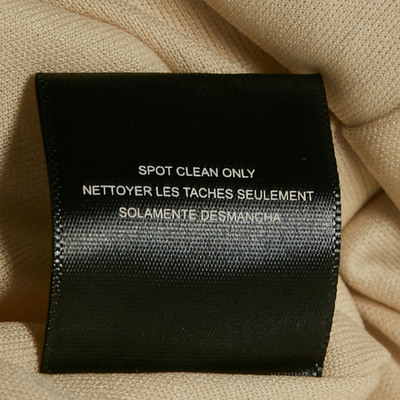 SPOT CLEAN ONLY
NETTOYER LES TACHES SEULEMENT
SOLAMENTE DESMANCHA